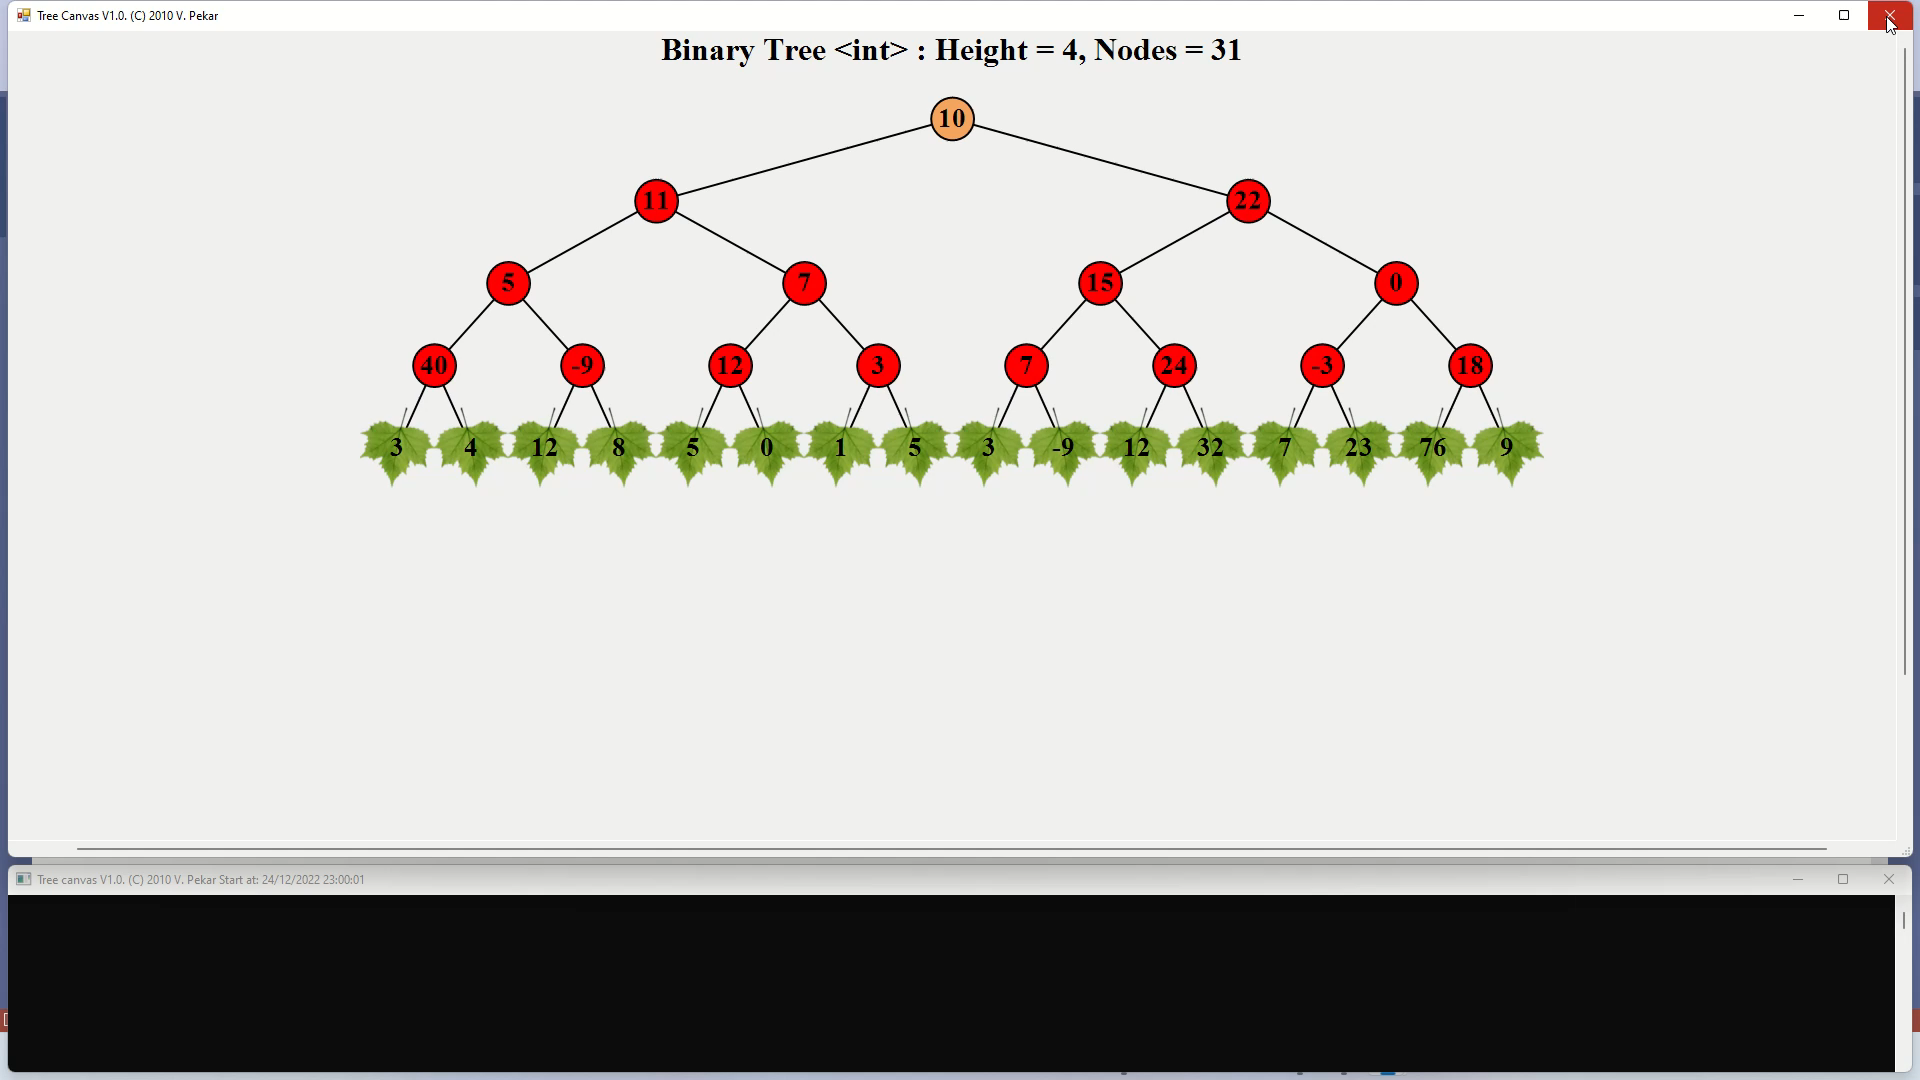 Tree Canvas V1.0. (C) 2010 V. Pekar
Binary Tree <int> : Height = 4, Nodes = 31
10
11 22
5 7 15 0
40 -9 12 3 7 24 -3 18
3 4 12 8 5 0 1 5 3 -9 12 32 7 23 76 9
Tree canvas V1.0. (C) 2010 V. Pekar Start at: 24/12/2022 23:00:01